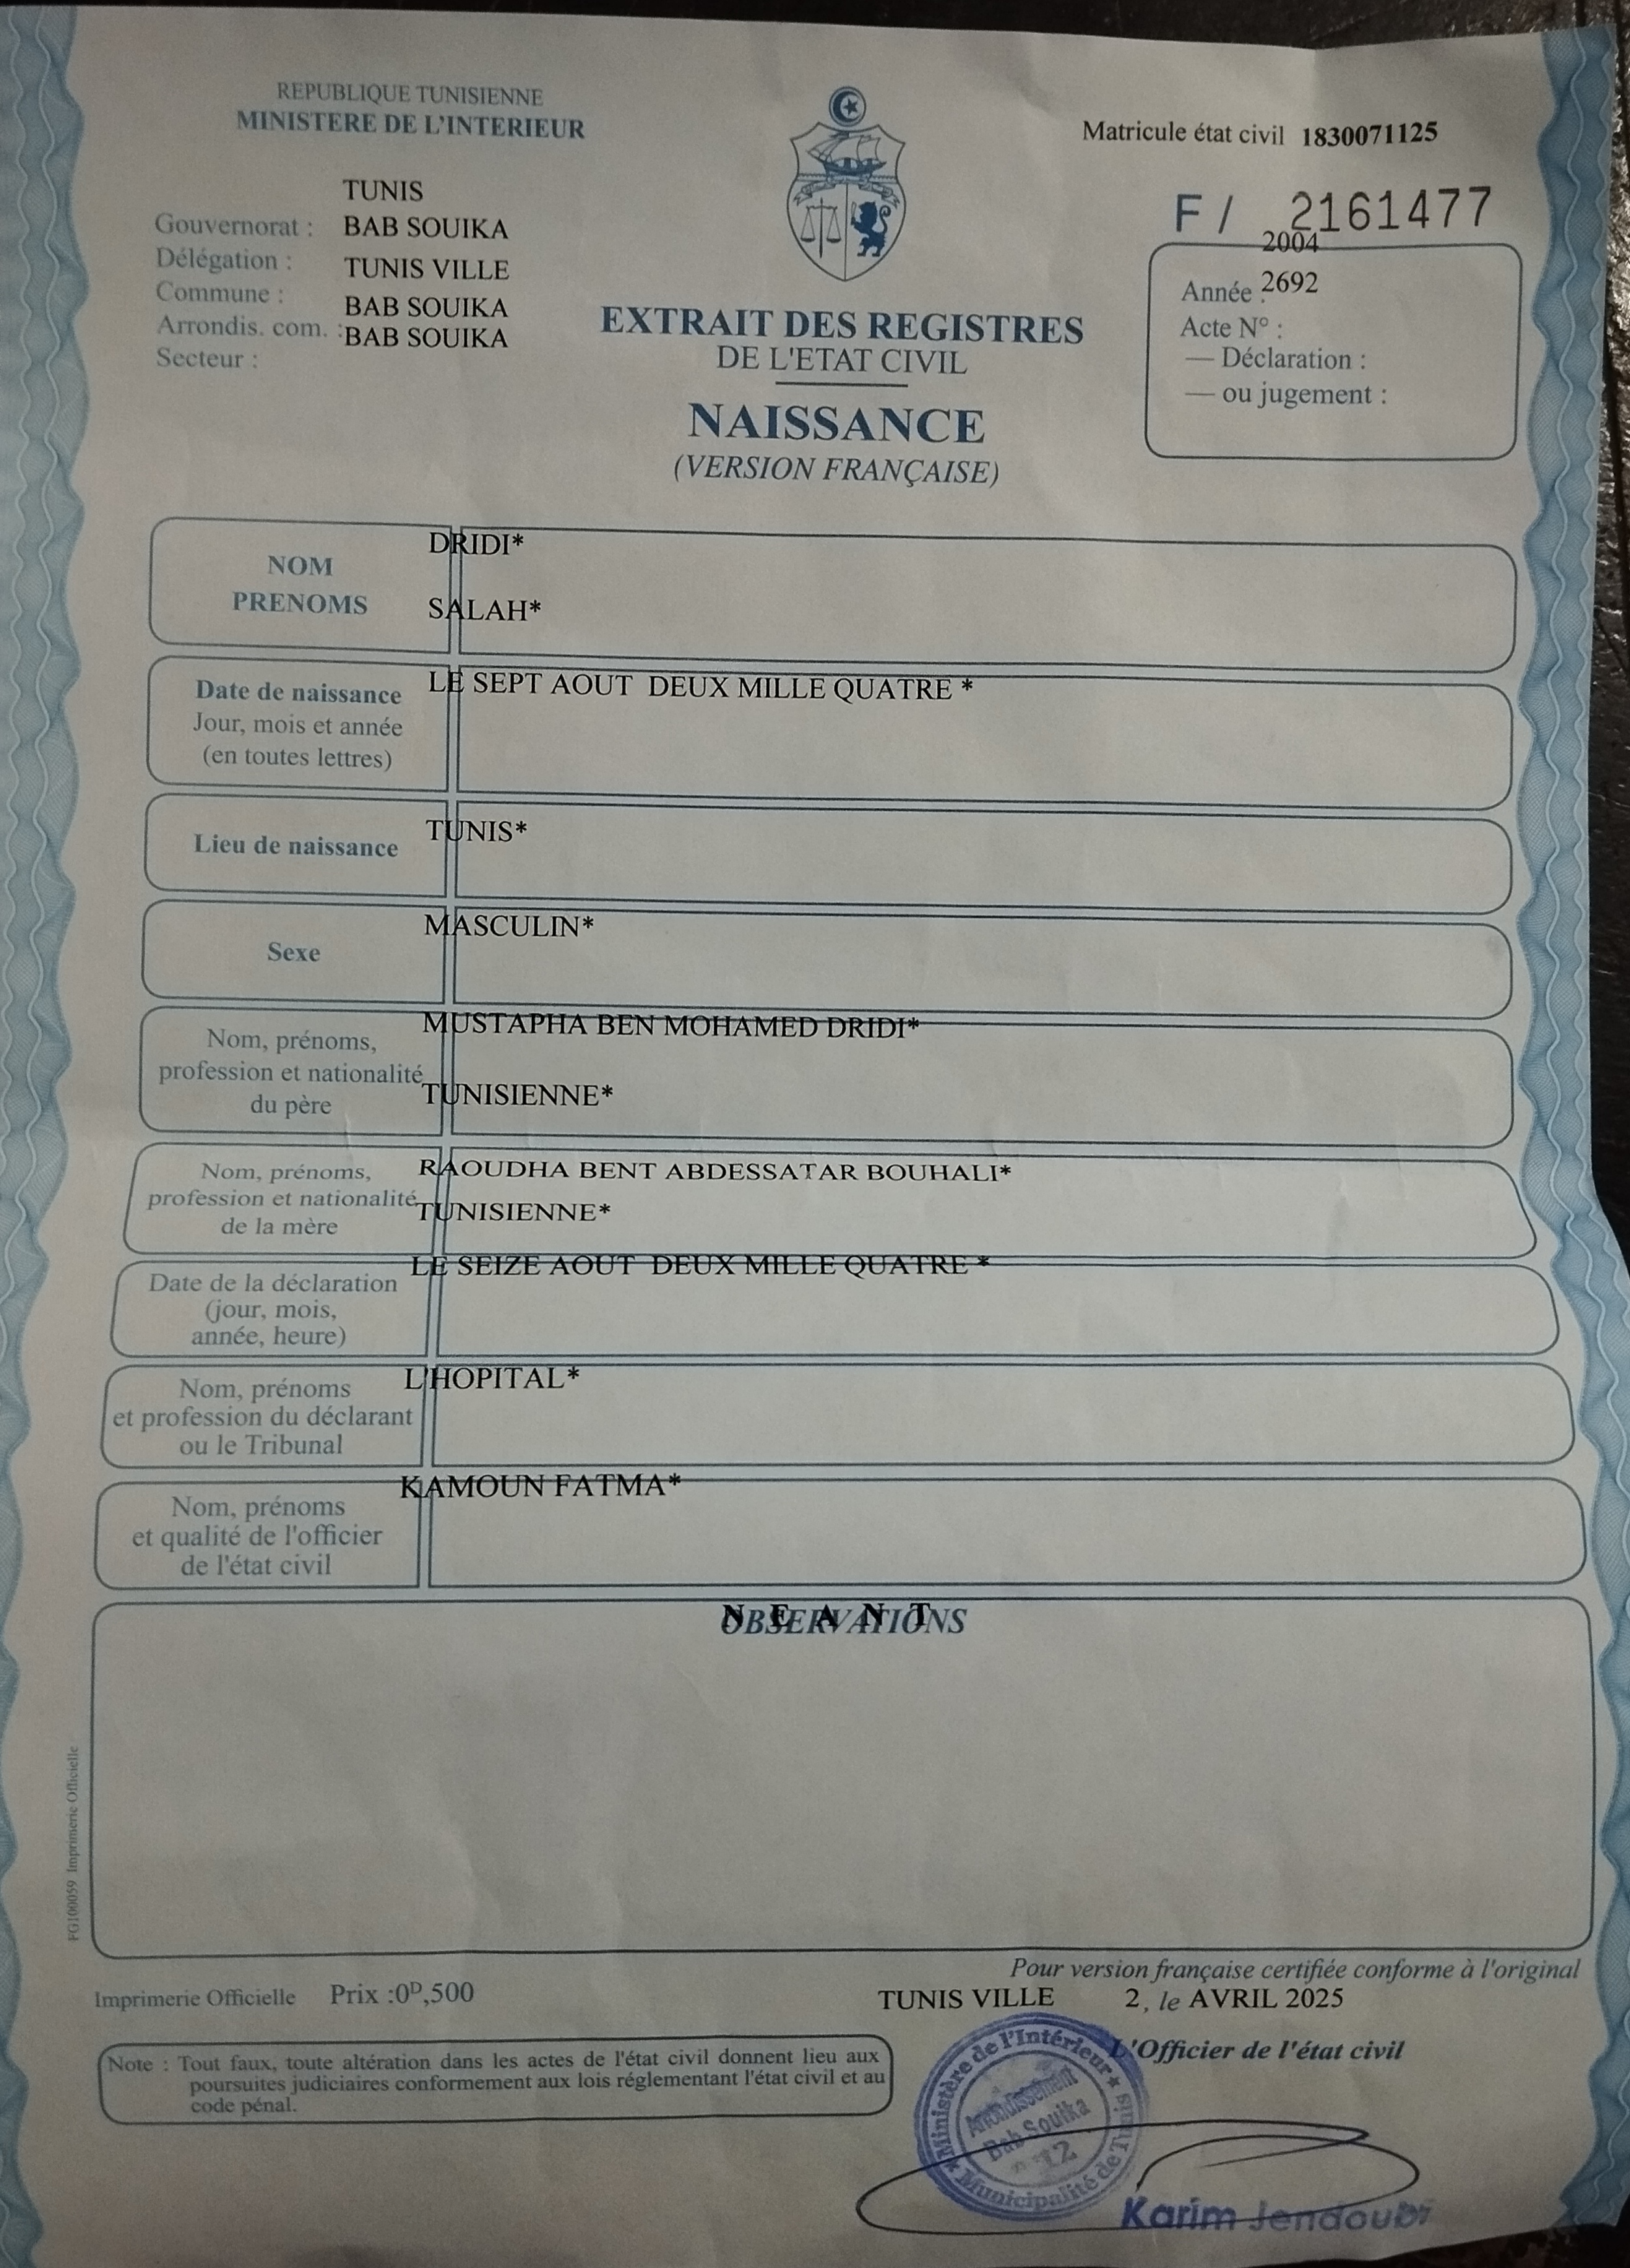 REPUBLIQUE TUNISIENNE
MINISTERE DE L'INTERIEUR
Matricule état civil 1830071125
F / 2161477
TUNIS
Gouvernorat : BAB SOUIKA
Délégation : TUNIS VILLE
Commune : BAB SOUIKA
Arrondis. com. : BAB SOUIKA
Secteur :
2004
Année : 2692
Acte N° :
— Déclaration :
— ou jugement :
EXTRAIT DES REGISTRES
DE L'ETAT CIVIL
NAISSANCE
(VERSION FRANÇAISE)
NOM
PRENOMS
DRIDI*
SALAH*
Date de naissance
Jour, mois et année
(en toutes lettres)
LE SEPT AOUT DEUX MILLE QUATRE *
Lieu de naissance
TUNIS*
Sexe
MASCULIN*
Nom, prénoms,
profession et nationalité
du père
MUSTAPHA BEN MOHAMED DRIDI*
TUNISIENNE*
Nom, prénoms,
profession et nationalité
de la mère
RAOUDHA BENT ABDESSATAR BOUHALI*
TUNISIENNE*
Date de la déclaration
(jour, mois,
année, heure)
LE SEIZE AOUT DEUX MILLE QUATRE *
Nom, prénoms
et profession du déclarant
ou le Tribunal
L'HOPITAL*
Nom, prénoms
et qualité de l'officier
de l'état civil
KAMOUN FATMA*
OBSERVATIONS
N E A N T
FG100059 Imprimerie Officielle
Pour version française certifiée conforme à l'original
Imprimerie Officielle Prix :0D,500
TUNIS VILLE 2, le AVRIL 2025
L'Officier de l'état civil
Note : Tout faux, toute altération dans les actes de l'état civil donnent lieu aux
poursuites judiciaires conformement aux lois réglementant l'état civil et au
code pénal.
Ministère de l'Intérieur
Arrondissement
Bab Souika
12
Municipalité de Tunis
Karim Jendoubi